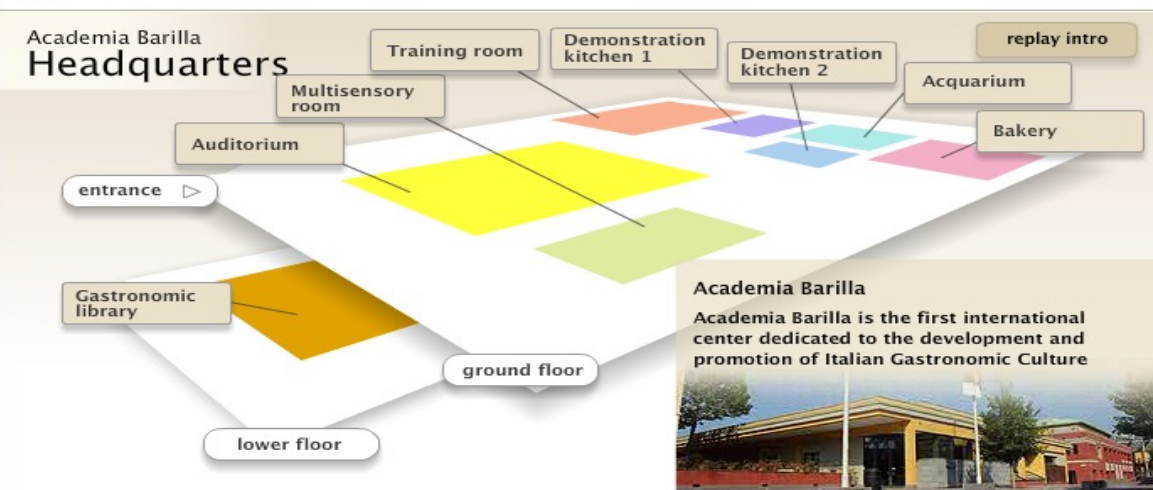 Academia Barilla
Headquarters
replay intro
Training room
Demonstration
kitchen 1
Demonstration
kitchen 2
Acquarium
Multisensory
room
Bakery
Auditorium
entrance
Gastronomic
library
ground floor
lower floor
Academia Barilla
Academia Barilla is the first international
center dedicated to the development and
promotion of Italian Gastronomic Culture